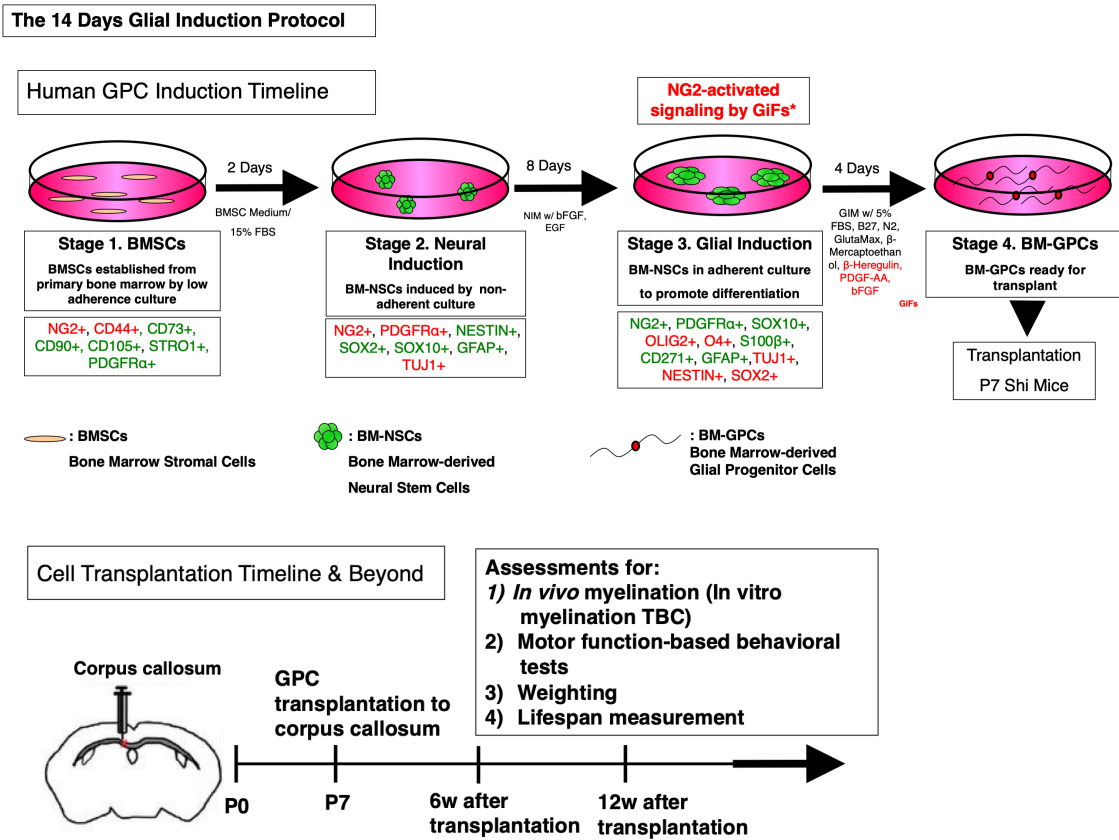 The 14 Days Glial Induction Protocol
Human GPC Induction Timeline
NG2-activated
signaling by GiFs*
2 Days
BMSC Medium/
15% FBS
8 Days
NIM w/ bFGF,
EGF
4 Days
GIM w/ 5%
FBS, B27, N2,
GlutaMax, β-
Mercaptoethan
ol, β-Heregulin,
PDGF-AA,
bFGF
GIFs
Stage 1. BMSCs
BMSCs established from
primary bone marrow by low
adherence culture
NG2+, CD44+, CD73+,
CD90+, CD105+, STRO1+,
PDGFRα+
Stage 2. Neural
Induction
BM-NSCs induced by non-
adherent culture
NG2+, PDGFRα+, NESTIN+,
SOX2+, SOX10+, GFAP+,
TUJ1+
Stage 3. Glial Induction
BM-NSCs in adherent culture
to promote differentiation
NG2+, PDGFRα+, SOX10+,
OLIG2+, O4+, S100β+,
CD271+, GFAP+,TUJ1+,
NESTIN+, SOX2+
Stage 4. BM-GPCs
BM-GPCs ready for
transplant
Transplantation
P7 Shi Mice
: BMSCs
Bone Marrow Stromal Cells
: BM-NSCs
Bone Marrow-derived
Neural Stem Cells
: BM-GPCs
Bone Marrow-derived
Glial Progenitor Cells
Cell Transplantation Timeline & Beyond
Assessments for:
1) In vivo myelination (In vitro
myelination TBC)
2) Motor function-based behavioral
tests
3) Weighting
4) Lifespan measurement
Corpus callosum
GPC
transplantation to
corpus callosum
P0
P7
6w after
transplantation
12w after
transplantation